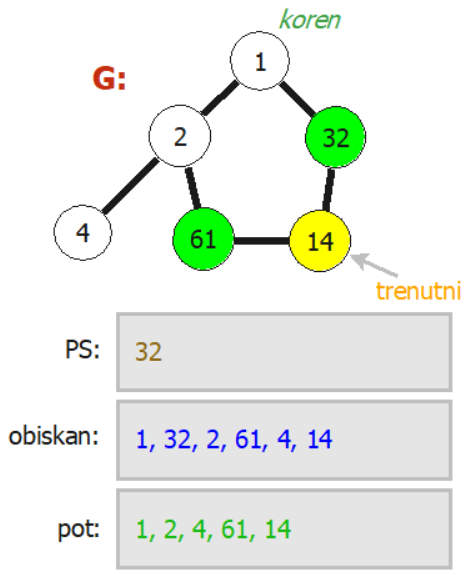 koren
G:
1
2
32
4
61
14
trenutni
PS: 32
obiskan: 1, 32, 2, 61, 4, 14
pot: 1, 2, 4, 61, 14